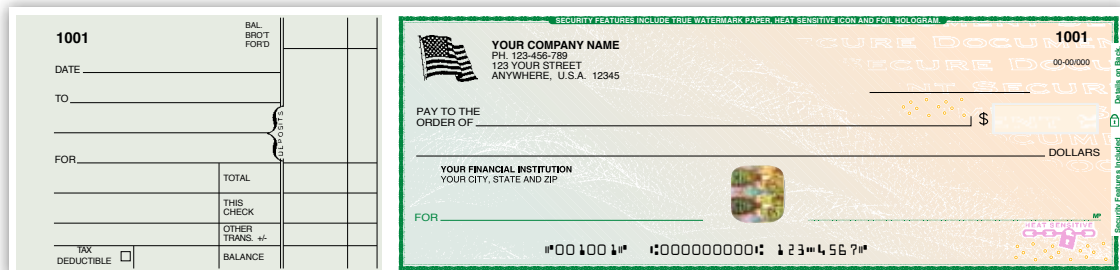 1001
BAL.
BRO'T
FOR'D
DATE
TO
FOR
TOTAL
THIS
CHECK
OTHER
TRANS. +/-
BALANCE
TAX
DEDUCTIBLE
SECURITY FEATURES INCLUDE TRUE WATERMARK PAPER, HEAT SENSITIVE ICON AND FOIL HOLOGRAM.
YOUR COMPANY NAME
PH. 123-456-789
123 YOUR STREET
ANYWHERE, U.S.A. 12345
1001
00-00/000
PAY TO THE
ORDER OF
$
DOLLARS
YOUR FINANCIAL INSTITUTION
YOUR CITY, STATE AND ZIP
FOR
MP
HEAT SENSITIVE
⑈001001⑈ ⑆000000000⑆ 123⑉4567⑈
Security Features Included
Details on Back